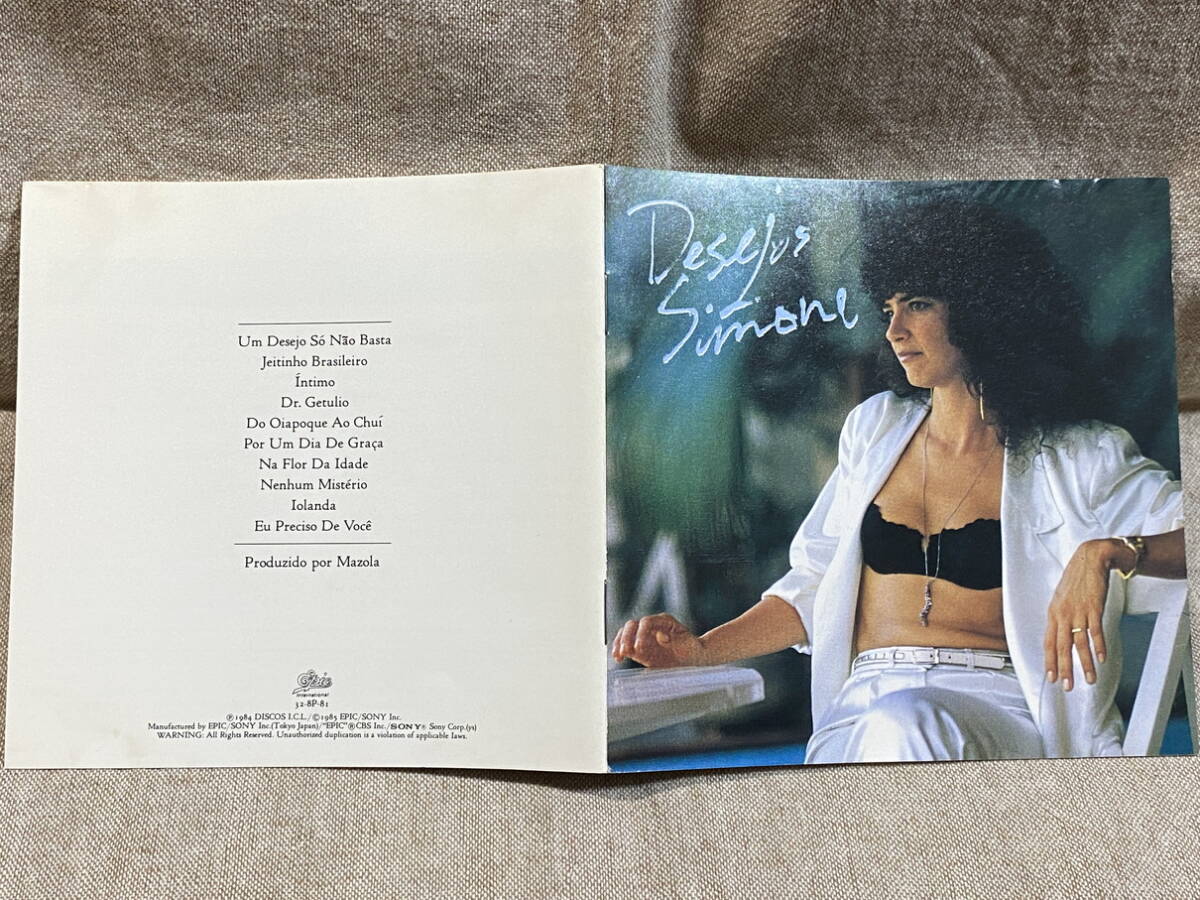 Um Desejo Só Não Basta
Jeitinho Brasileiro
Íntimo
Dr. Getulio
Do Oiapoque Ao Chuí
Por Um Dia De Graça
Na Flor Da Idade
Nenhum Mistério
Iolanda
Eu Preciso De Você
Produzido por Mazola
Epic
International
32-8P-81
℗1984 DISCOS I.C.L./©1985 EPIC/SONY Inc.
Manufactured by EPIC/SONY Inc.(Tokyo Japan)/"EPIC"®CBS Inc./SONY® Sony Corp.(ys)
WARNING: All Rights Reserved. Unauthorized duplication is a violation of applicable laws.
Desejos
Simone